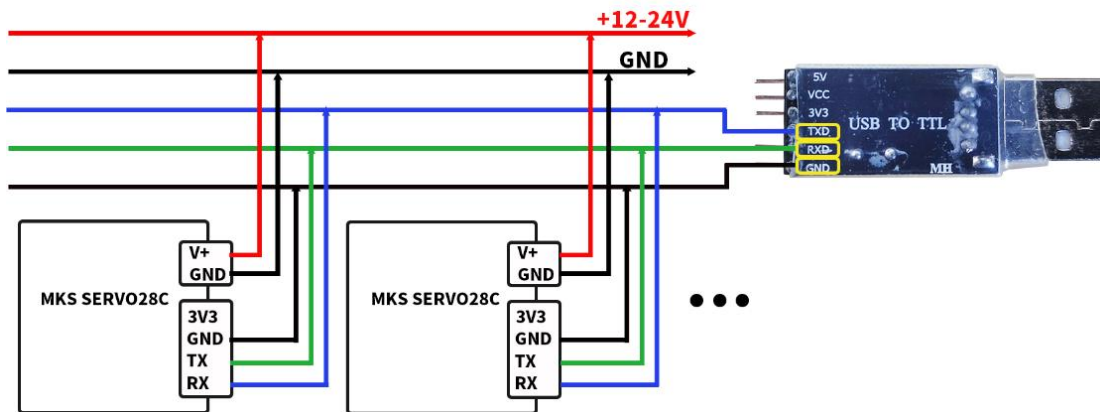 +12-24V
GND
5V
VCC
3V3
TXD
RXD
GND
USB TO TTL
MH
MKS SERVO28C
V+
GND
3V3
GND
TX
RX
MKS SERVO28C
V+
GND
3V3
GND
TX
RX